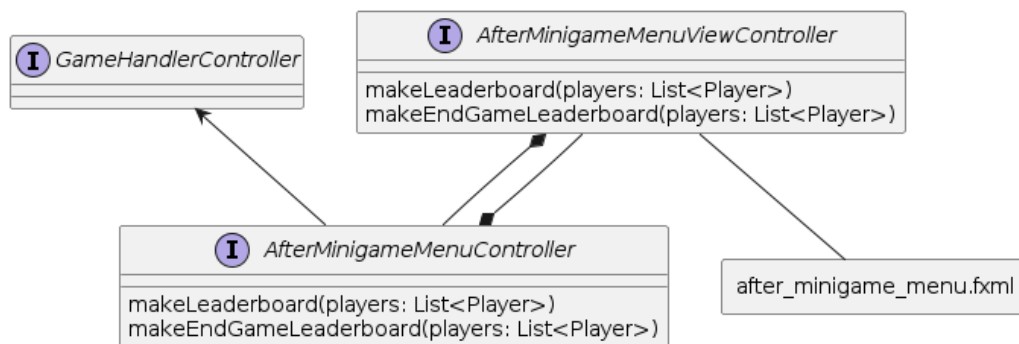 I GameHandlerController
I AfterMinigameMenuViewController
makeLeaderboard(players: List<Player>)
makeEndGameLeaderboard(players: List<Player>)
I AfterMinigameMenuController
makeLeaderboard(players: List<Player>)
makeEndGameLeaderboard(players: List<Player>)
after_minigame_menu.fxml